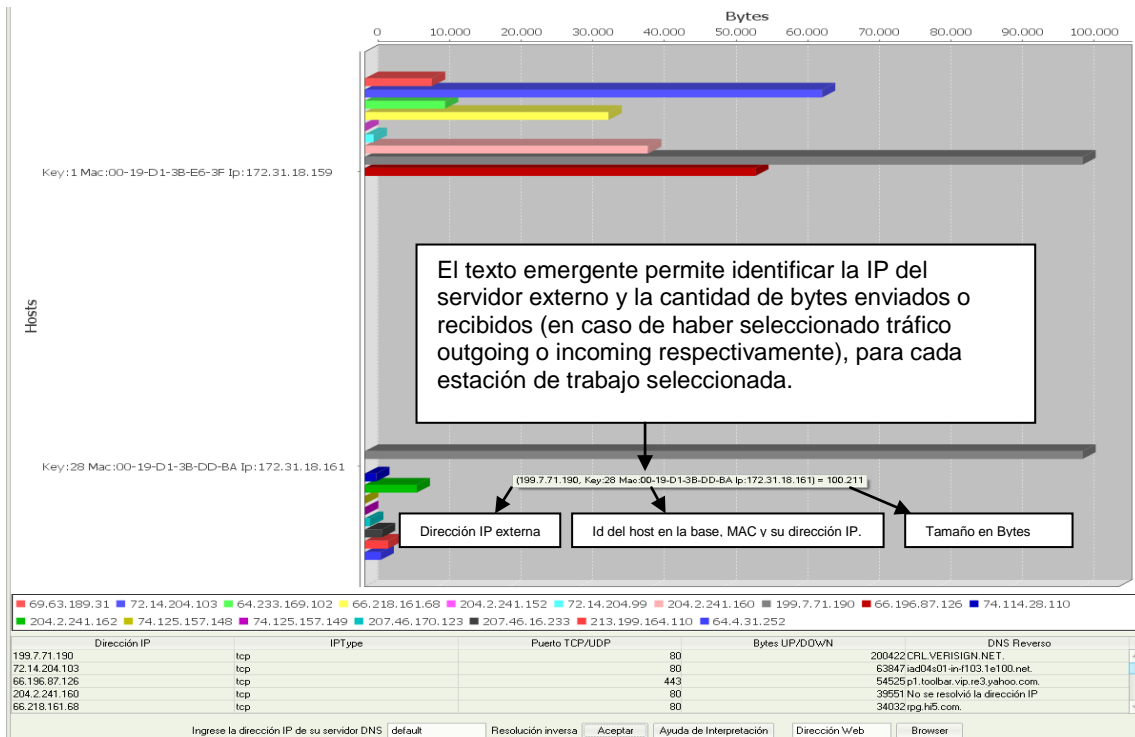 Bytes
0 10.000 20.000 30.000 40.000 50.000 60.000 70.000 80.000 90.000 100.000
Hosts
Key:1 Mac:00-19-D1-3B-E6-3F Ip:172.31.18.159
El texto emergente permite identificar la IP del
servidor externo y la cantidad de bytes enviados o
recibidos (en caso de haber seleccionado tráfico
outgoing o incoming respectivamente), para cada
estación de trabajo seleccionada.
Key:28 Mac:00-19-D1-3B-DD-BA Ip:172.31.18.161
(199.7.71.190, Key:28 Mac:00-19-D1-3B-DD-BA Ip:172.31.18.161) = 100.211
Dirección IP externa
Id del host en la base, MAC y su dirección IP.
Tamaño en Bytes
69.63.189.31 72.14.204.103 64.233.169.102 66.218.161.68 204.2.241.152 72.14.204.99 204.2.241.160 199.7.71.190 66.196.87.126 74.114.28.110
204.2.241.162 74.125.157.148 74.125.157.149 207.46.170.123 207.46.16.233 213.199.164.110 64.4.31.252
Dirección IP IPType Puerto TCP/UDP Bytes UP/DOWN DNS Reverso
199.7.71.190 tcp 80 200422 CRL.VERISIGN.NET.
72.14.204.103 tcp 80 63847 iad04s01-in-f103.1e100.net.
66.196.87.126 tcp 443 54525 p1.toolbar.vip.re3.yahoo.com.
204.2.241.160 tcp 80 39551 No se resolvió la dirección IP
66.218.161.68 tcp 80 34032 rpg.hi5.com.
Ingrese la dirección IP de su servidor DNS default Resolución inversa Aceptar Ayuda de Interpretación Dirección Web Browser